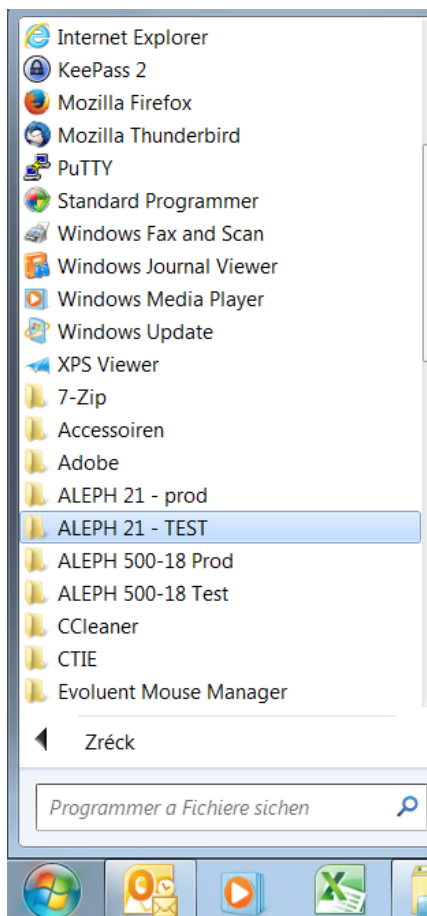 Internet Explorer
KeePass 2
Mozilla Firefox
Mozilla Thunderbird
PuTTY
Standard Programmer
Windows Fax and Scan
Windows Journal Viewer
Windows Media Player
Windows Update
XPS Viewer
7-Zip
Accessoiren
Adobe
ALEPH 21 - prod
ALEPH 21 - TEST
ALEPH 500-18 Prod
ALEPH 500-18 Test
CCleaner
CTIE
Evoluent Mouse Manager
Zréck
Programmer a Fichiere sichen